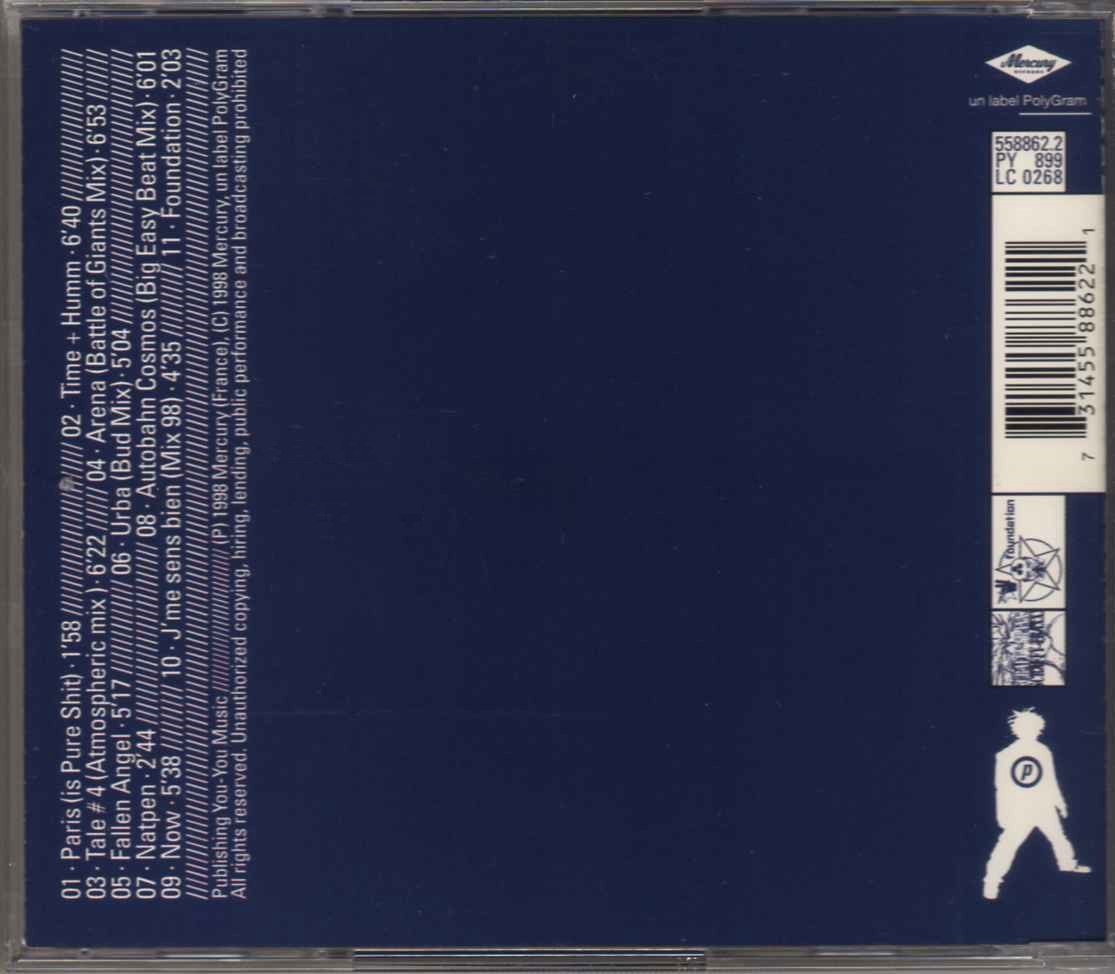 01 · Paris (is Pure Shit) · 1'58 //////////////////////// 02 · Time + Humm · 6'40 ////////////////////////
03 · Tale # 4 (Atmospheric mix ) · 6'22 ////// 04 · Arena (Battle of Giants Mix) · 6'53 //////
05 · Fallen Angel · 5'17 //////////////// 06 · Urba (Bud Mix) · 5'04 ////////////////////////////////
07 · Natpen · 2'44 //////////////////////// 08 · Autobahn Cosmos (Big Easy Beat Mix) · 6'01
09 · Now · 5'38 //////// 10 · J'me sens bien (Mix 98) · 4'35 //////// 11 · Foundation · 2'03
Publishing You-You Music //////////////////////// (P) 1998 Mercury (France), (C) 1998 Mercury, un label PolyGram
All rights reserved. Unauthorized copying, hiring, lending, public performance and broadcasting prohibited
Mercury
RECORDS
un label PolyGram
558862.2
PY 899
LC 0268
7 31455 88622 1
Foundation
P